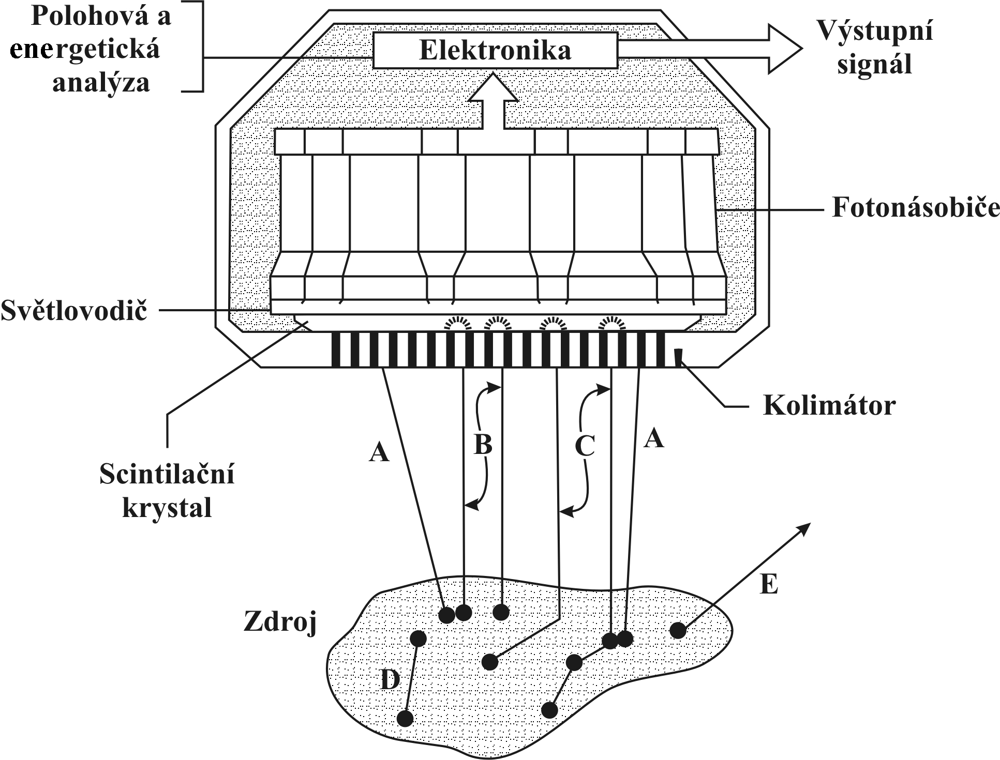 Polohová a
energetická
analýza
Elektronika
Výstupní
signál
Fotonásobiče
Světlovodič
Kolimátor
Scintilační
krystal
A
B
C
A
E
Zdroj
D